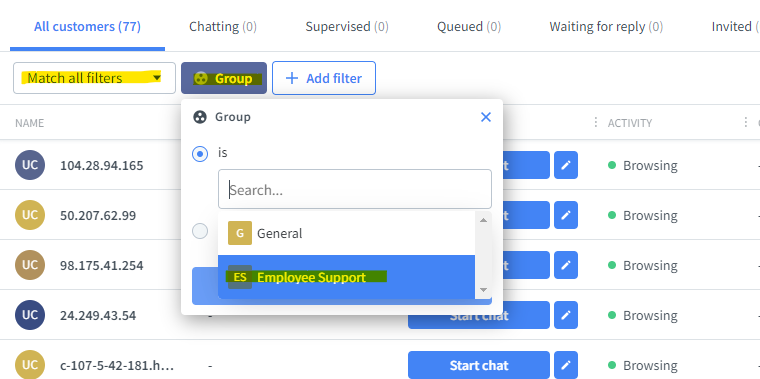 All customers (77) Chatting (0) Supervised (0) Queued (0) Waiting for reply (0) Invited (
Match all filters Group + Add filter
Group
NAME ACTIVITY
is
UC 104.28.94.165 Browsing
Search...
UC 50.207.62.99 Browsing
G General
UC 98.175.41.254 Browsing
ES Employee Support
UC 24.249.43.54 - Start chat Browsing
UC c-107-5-42-181.h... - Start chat Browsing